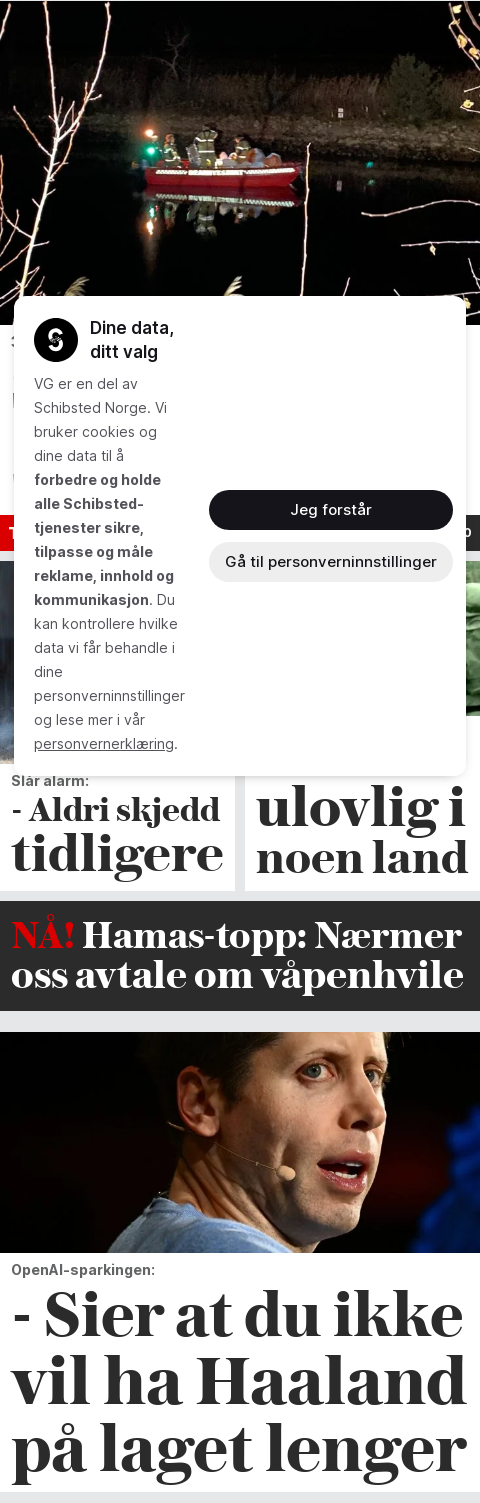 Dine data,
ditt valg
VG er en del av
Schibsted Norge. Vi
bruker cookies og
dine data til å
forbedre og holde
alle Schibsted-
tjenester sikre,
tilpasse og måle
reklame, innhold og
kommunikasjon. Du
kan kontrollere hvilke
data vi får behandle i
dine
personverninnstillinger
og lese mer i vår
personvernerklæring.
Jeg forstår
Gå til personverninnstillinger
Slår alarm:
- Aldri skjedd
tidligere
ulovlig i
noen land
NÅ! Hamas-topp: Nærmer
oss avtale om våpenhvile
OpenAI-sparkingen:
- Sier at du ikke
vil ha Haaland
på laget lenger